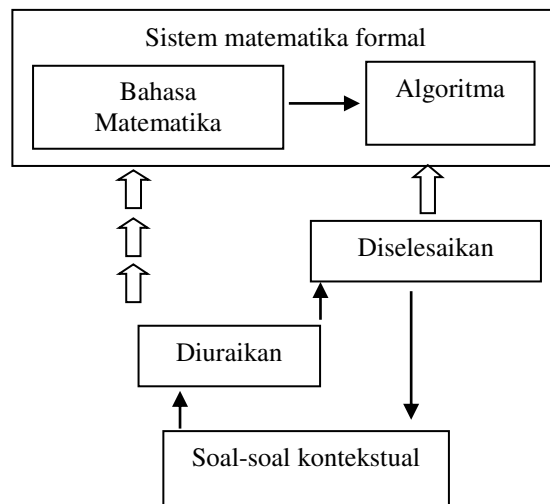 Sistem matematika formal
Bahasa
Matematika
Algoritma
Diselesaikan
Diuraikan
Soal-soal kontekstual